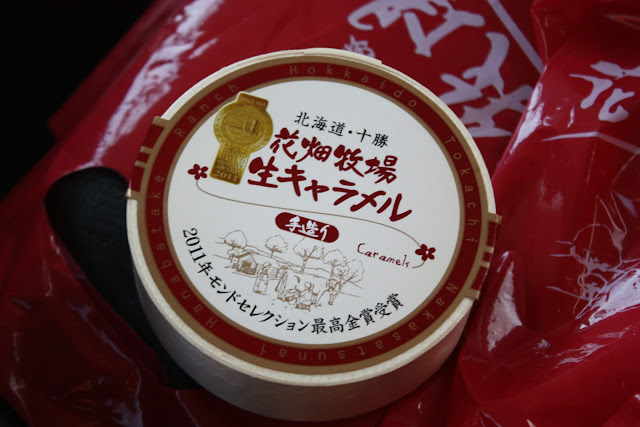 Hanabatake Ranch Hokkaido Tokachi Nakasatsunai
北海道・十勝
花畑牧場
生キャラメル
手造り
Caramels
2011年モンドセレクション最高金賞受賞